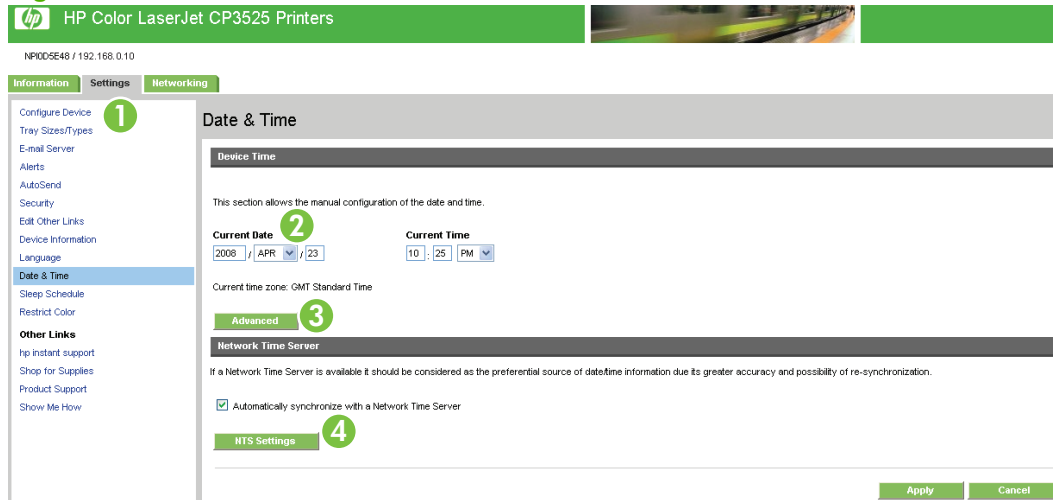 hp HP Color LaserJet CP3525 Printers
NPI0D5E48 / 192.168.0.10
Information Settings Networking
Configure Device 1
Tray Sizes/Types
E-mail Server
Alerts
AutoSend
Security
Edit Other Links
Device Information
Language
Date & Time
Sleep Schedule
Restrict Color
Other Links
hp instant support
Shop for Supplies
Product Support
Show Me How
Date & Time
Device Time
This section allows the manual configuration of the date and time.
Current Date 2 Current Time
2008 / APR / 23 10 : 25 PM
Current time zone: GMT Standard Time
Advanced 3
Network Time Server
If a Network Time Server is available it should be considered as the preferential source of date/time information due its greater accuracy and possibility of re-synchronization.
Automatically synchronize with a Network Time Server
NTS Settings 4
Apply Cancel